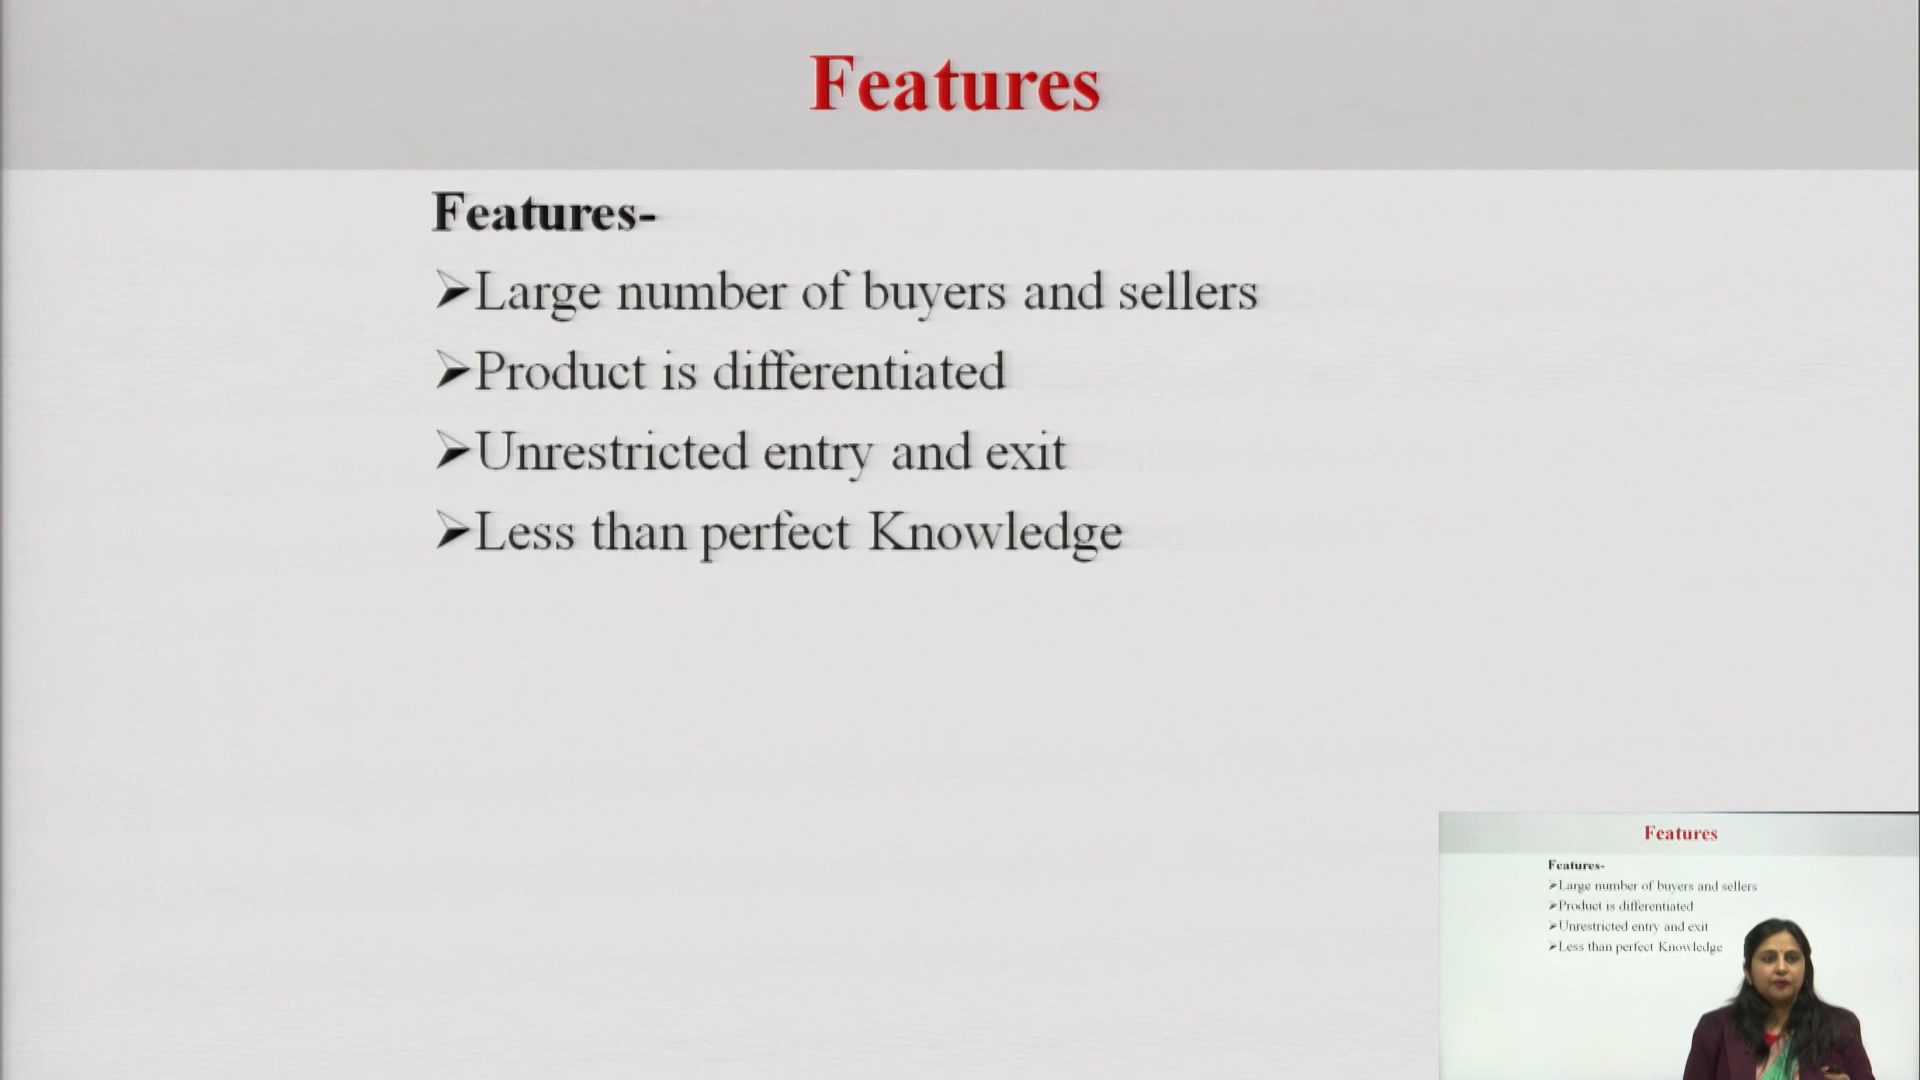 Features
Features-
➢Large number of buyers and sellers
➢Product is differentiated
➢Unrestricted entry and exit
➢Less than perfect Knowledge
Features
Features-
➢Large number of buyers and sellers
➢Product is differentiated
➢Unrestricted entry and exit
➢Less than perfect Knowledge